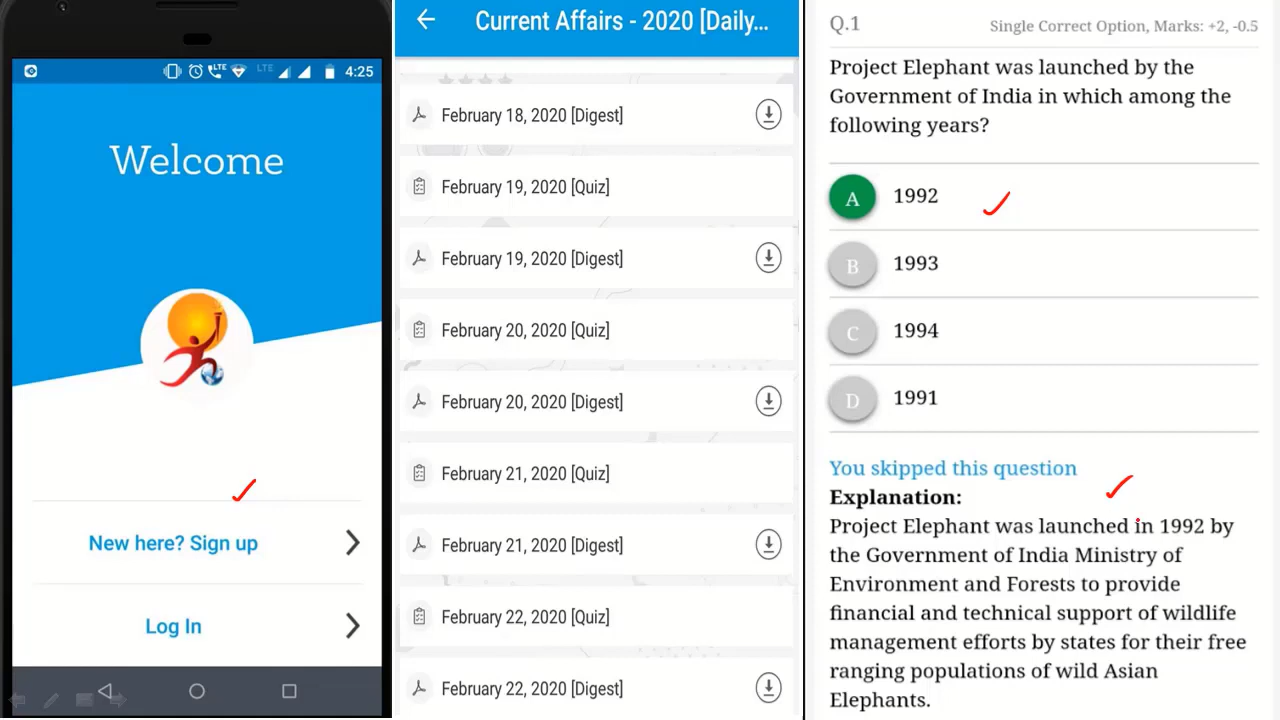 LTE LTE 4:25
Welcome
New here? Sign up
Log In
Current Affairs - 2020 [Daily...
February 18, 2020 [Digest]
February 19, 2020 [Quiz]
February 19, 2020 [Digest]
February 20, 2020 [Quiz]
February 20, 2020 [Digest]
February 21, 2020 [Quiz]
February 21, 2020 [Digest]
February 22, 2020 [Quiz]
February 22, 2020 [Digest]
Q.1 Single Correct Option, Marks: +2, -0.5
Project Elephant was launched by the
Government of India in which among the
following years?
A 1992
B 1993
C 1994
D 1991
You skipped this question
Explanation:
Project Elephant was launched in 1992 by
the Government of India Ministry of
Environment and Forests to provide
financial and technical support of wildlife
management efforts by states for their free
ranging populations of wild Asian
Elephants.